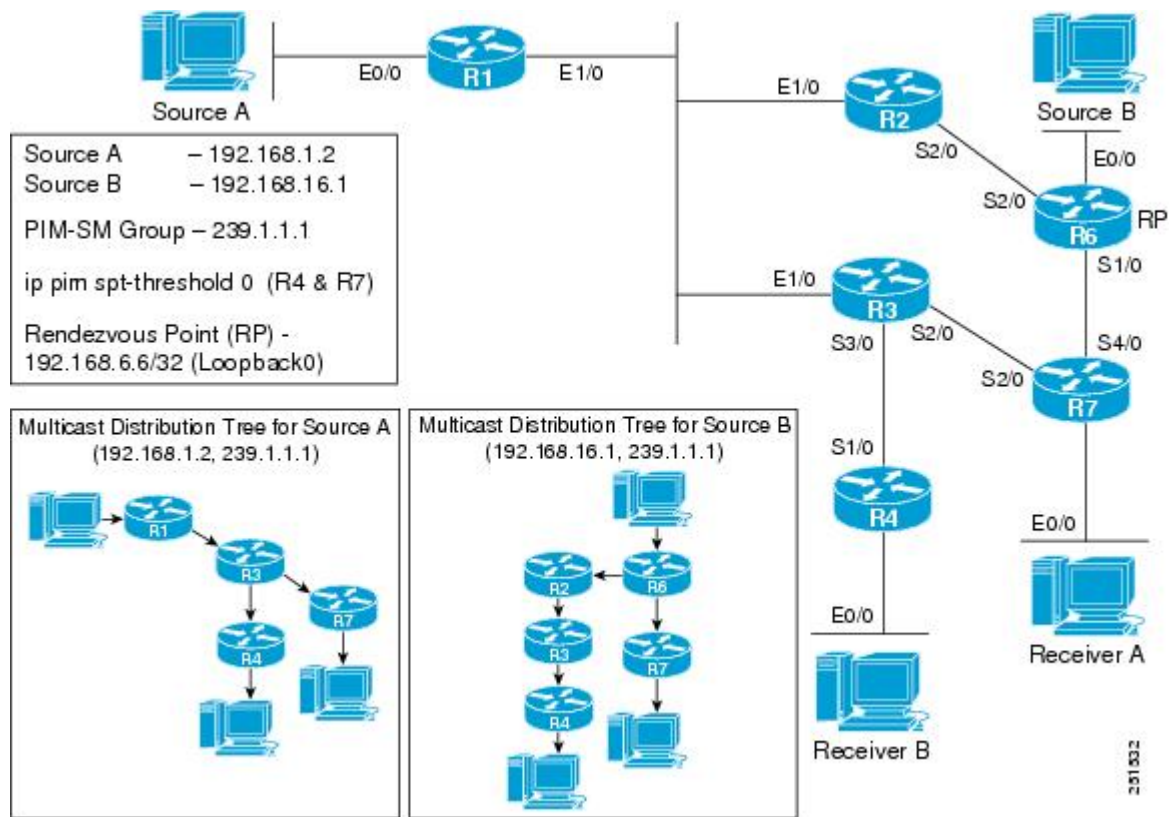 Source A
E0/0
R1
E1/0
E1/0
R2
S2/0
Source B
E0/0
S2/0
R6
RP
S1/0
Source A – 192.168.1.2
Source B – 192.168.16.1
PIM-SM Group – 239.1.1.1
ip pim spt-threshold 0 (R4 & R7)
Rendezvous Point (RP) -
192.168.6.6/32 (Loopback0)
E1/0
R3
S3/0
S2/0
S4/0
S2/0
R7
S1/0
R4
E0/0
Receiver B
E0/0
Receiver A
Multicast Distribution Tree for Source A
(192.168.1.2, 239.1.1.1)
R1
R3
R7
R4
Multicast Distribution Tree for Source B
(192.168.16.1, 239.1.1.1)
R2
R6
R3
R7
R4
251532